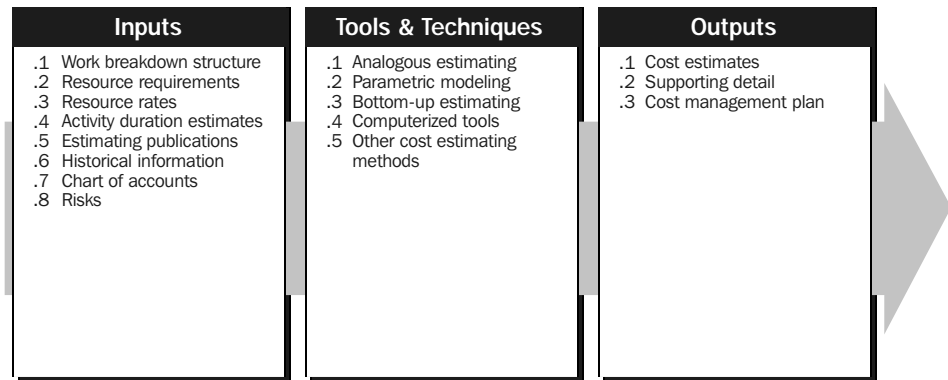 Inputs
.1 Work breakdown structure
.2 Resource requirements
.3 Resource rates
.4 Activity duration estimates
.5 Estimating publications
.6 Historical information
.7 Chart of accounts
.8 Risks
Tools & Techniques
.1 Analogous estimating
.2 Parametric modeling
.3 Bottom-up estimating
.4 Computerized tools
.5 Other cost estimating
methods
Outputs
.1 Cost estimates
.2 Supporting detail
.3 Cost management plan